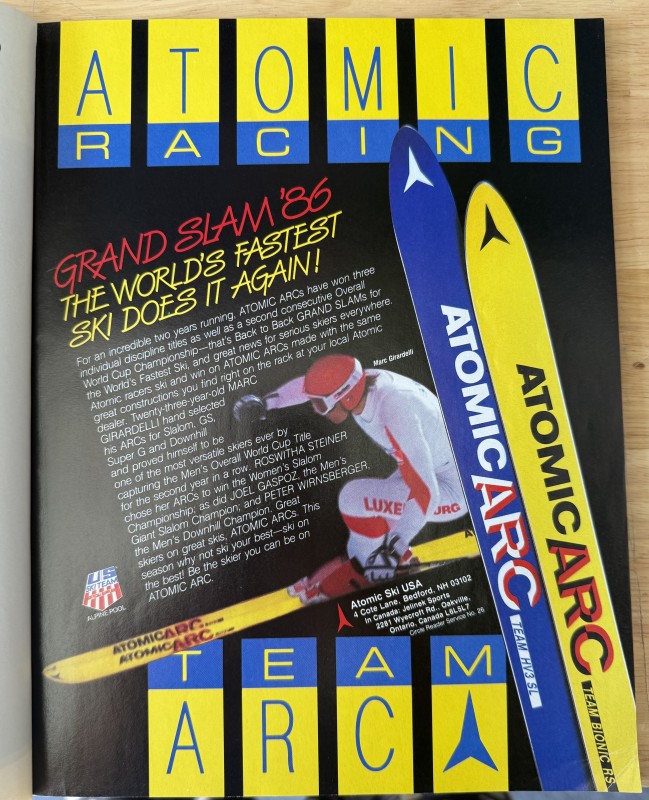 ATOMIC
RACING
GRAND SLAM '86
THE WORLD'S FASTEST
SKI DOES IT AGAIN!
For an incredible two years running, ATOMIC ARCs have won three
individual discipline titles as well as a second consecutive Overall
World Cup Championship—that's Back to Back GRAND SLAMs for
the World's Fastest Ski, and great news for serious skiers everywhere.
Atomic racers ski and win on ATOMIC ARCs made with the same
great constructions you find right on the rack at your local Atomic
dealer. Twenty-three-year-old MARC
GIRARDELLI hand selected
his ARCs for Slalom, GS,
Super G and Downhill
and proved himself to be
one of the most versatile skiers ever by
capturing the Men's Overall World Cup Title
for the second year in a row. ROSWITHA STEINER
chose her ARCs to win the Women's Slalom
Championship, as did JOEL GASPOZ, the Men's
Giant Slalom Champion, and PETER WIRNSBERGER,
the Men's Downhill Champion. Great
skiers on great skis, ATOMIC ARCs. This
season why not ski your best—ski on
the best! Be the skier you can be on
ATOMIC ARC.
Marc Girardelli
LUXE
JRG
ATOMIC ARC
TEAM HV3 SL
ATOMIC ARC
TEAM BIONIC RS
US
SKI TEAM
ALPINE POOL
Atomic Ski USA
4 Cote Lane, Bedford, NH 03102
In Canada: Jelinek Sports
2281 Wyecroft Rd., Oakville,
Ontario, Canada L6L5L7
Circle Reader Service No. 26
ATOMIC ARC
ATOMIC ARC
TEAM
ARC